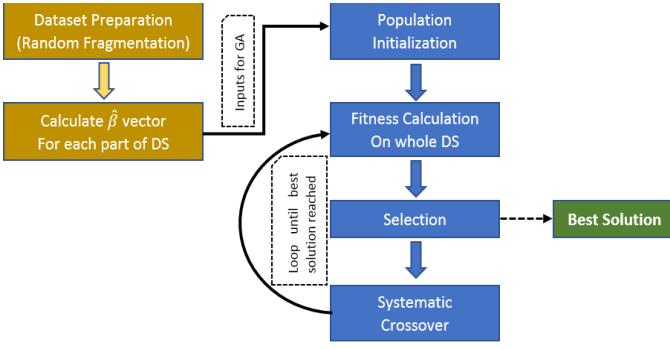 Dataset Preparation
(Random Fragmentation)
Calculate β̂ vector
For each part of DS
Inputs for GA
Population
Initialization
Fitness Calculation
On whole DS
Loop until best
solution reached
Selection
Best Solution
Systematic
Crossover